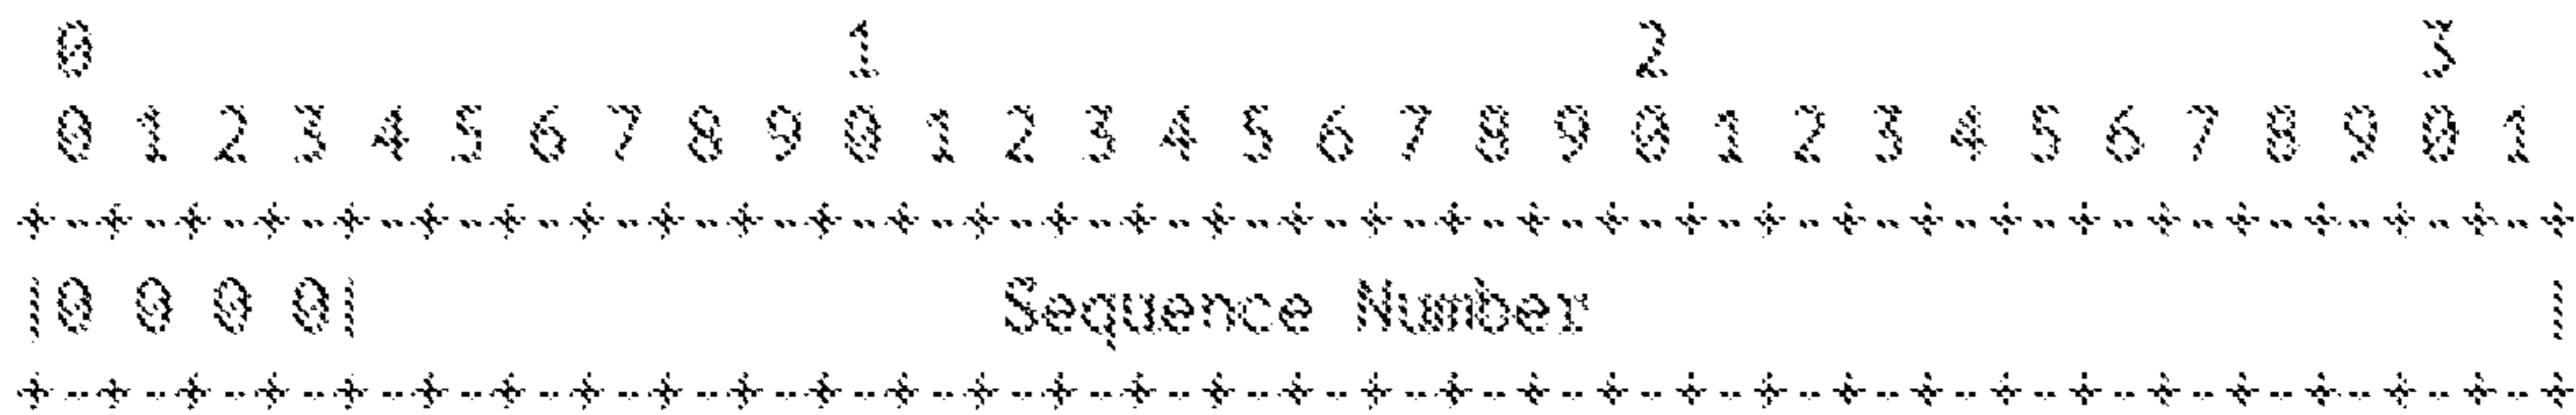 0                   1                   2                   3
 0 1 2 3 4 5 6 7 8 9 0 1 2 3 4 5 6 7 8 9 0 1 2 3 4 5 6 7 8 9 0 1
+-+-+-+-+-+-+-+-+-+-+-+-+-+-+-+-+-+-+-+-+-+-+-+-+-+-+-+-+-+-+-+-+
|0 0 0 0|                Sequence Number                        |
+-+-+-+-+-+-+-+-+-+-+-+-+-+-+-+-+-+-+-+-+-+-+-+-+-+-+-+-+-+-+-+-+